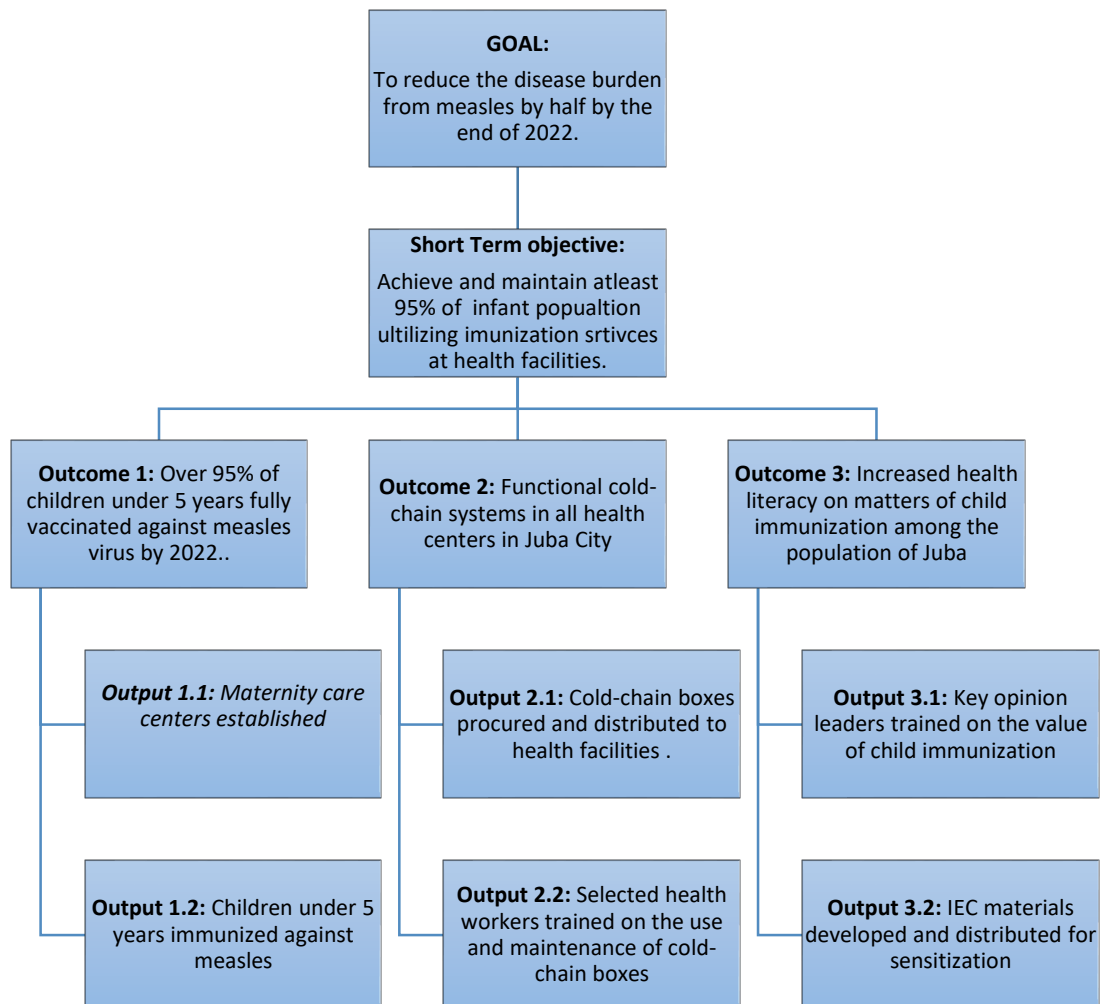 GOAL:
To reduce the disease burden
from measles by half by the
end of 2022.
Short Term objective:
Achieve and maintain atleast
95% of infant popualtion
ultilizing imunization srtivces
at health facilities.
Outcome 1: Over 95% of
children under 5 years fully
vaccinated against measles
virus by 2022..
Outcome 2: Functional cold-
chain systems in all health
centers in Juba City
Outcome 3: Increased health
literacy on matters of child
immunization among the
population of Juba
Output 1.1: Maternity care
centers established
Output 2.1: Cold-chain boxes
procured and distributed to
health facilities .
Output 3.1: Key opinion
leaders trained on the value
of child immunization
Output 1.2: Children under 5
years immunized against
measles
Output 2.2: Selected health
workers trained on the use
and maintenance of cold-
chain boxes
Output 3.2: IEC materials
developed and distributed for
sensitization